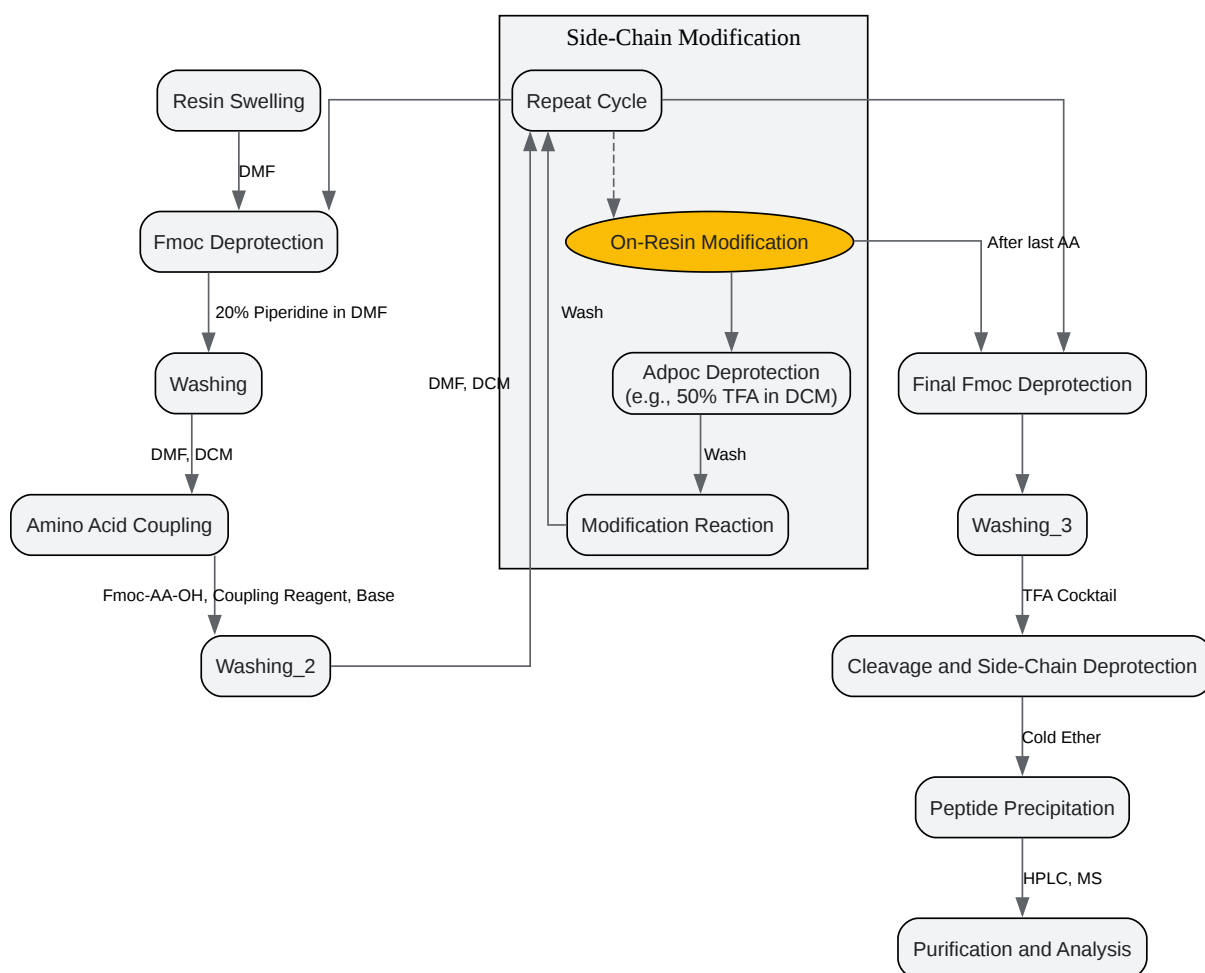 Side-Chain Modification
Resin Swelling
Repeat Cycle
DMF
Fmoc Deprotection
On-Resin Modification
After last AA
20% Piperidine in DMF
Wash
Washing
Adpoc Deprotection
(e.g., 50% TFA in DCM)
DMF, DCM
Final Fmoc Deprotection
DMF, DCM
Wash
Amino Acid Coupling
Modification Reaction
Washing_3
Fmoc-AA-OH, Coupling Reagent, Base
TFA Cocktail
Washing_2
Cleavage and Side-Chain Deprotection
Cold Ether
Peptide Precipitation
HPLC, MS
Purification and Analysis